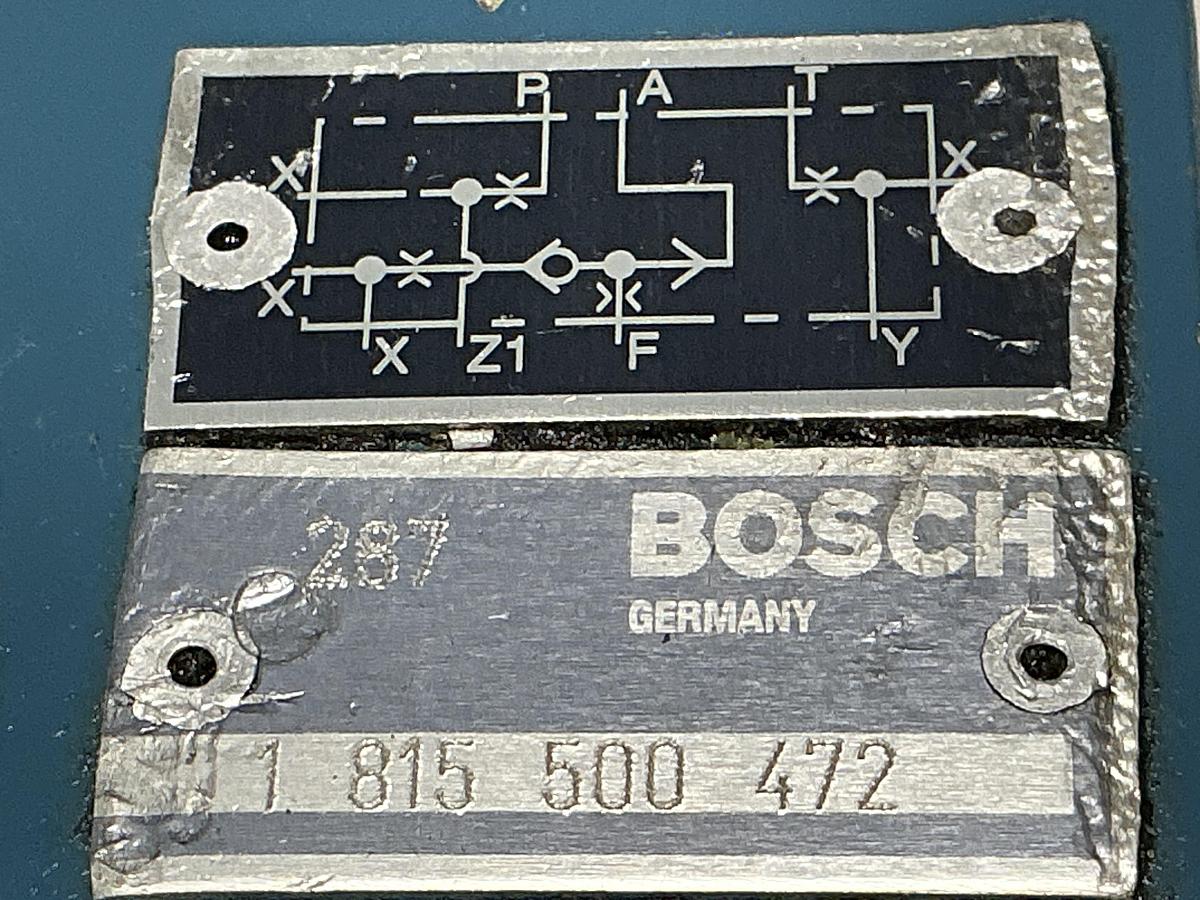 P A T
X X
X
X Z1 F Y
287 BOSCH
GERMANY
1 815 500 472